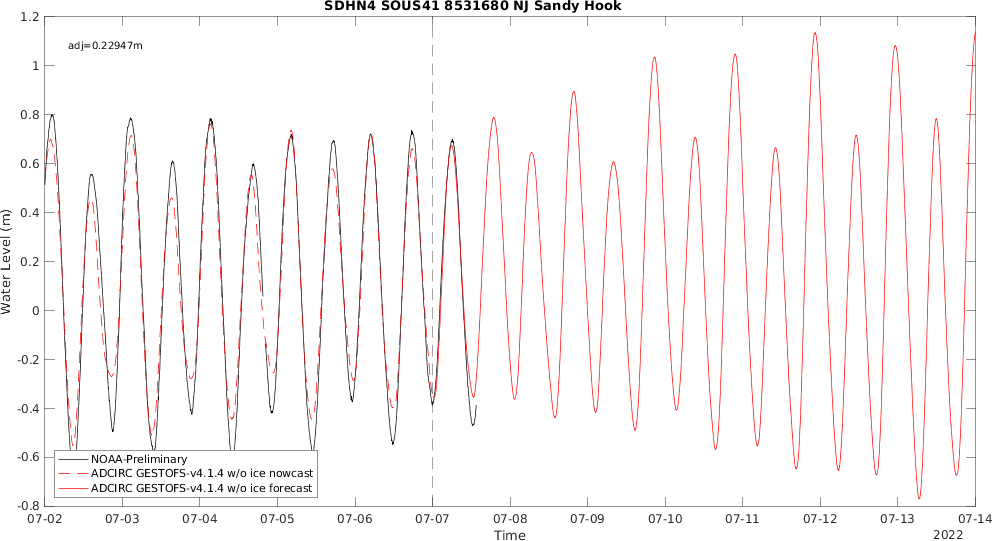 SDHN4 SOUS41 8531680 NJ Sandy Hook
adj=0.22947m
1.2
1
0.8
0.6
0.4
0.2
0
-0.2
-0.4
-0.6
-0.8
Water Level (m)
NOAA-Preliminary
ADCIRC GESTOFS-v4.1.4 w/o ice nowcast
ADCIRC GESTOFS-v4.1.4 w/o ice forecast
07-02 07-03 07-04 07-05 07-06 07-07 07-08 07-09 07-10 07-11 07-12 07-13 07-14
Time
2022